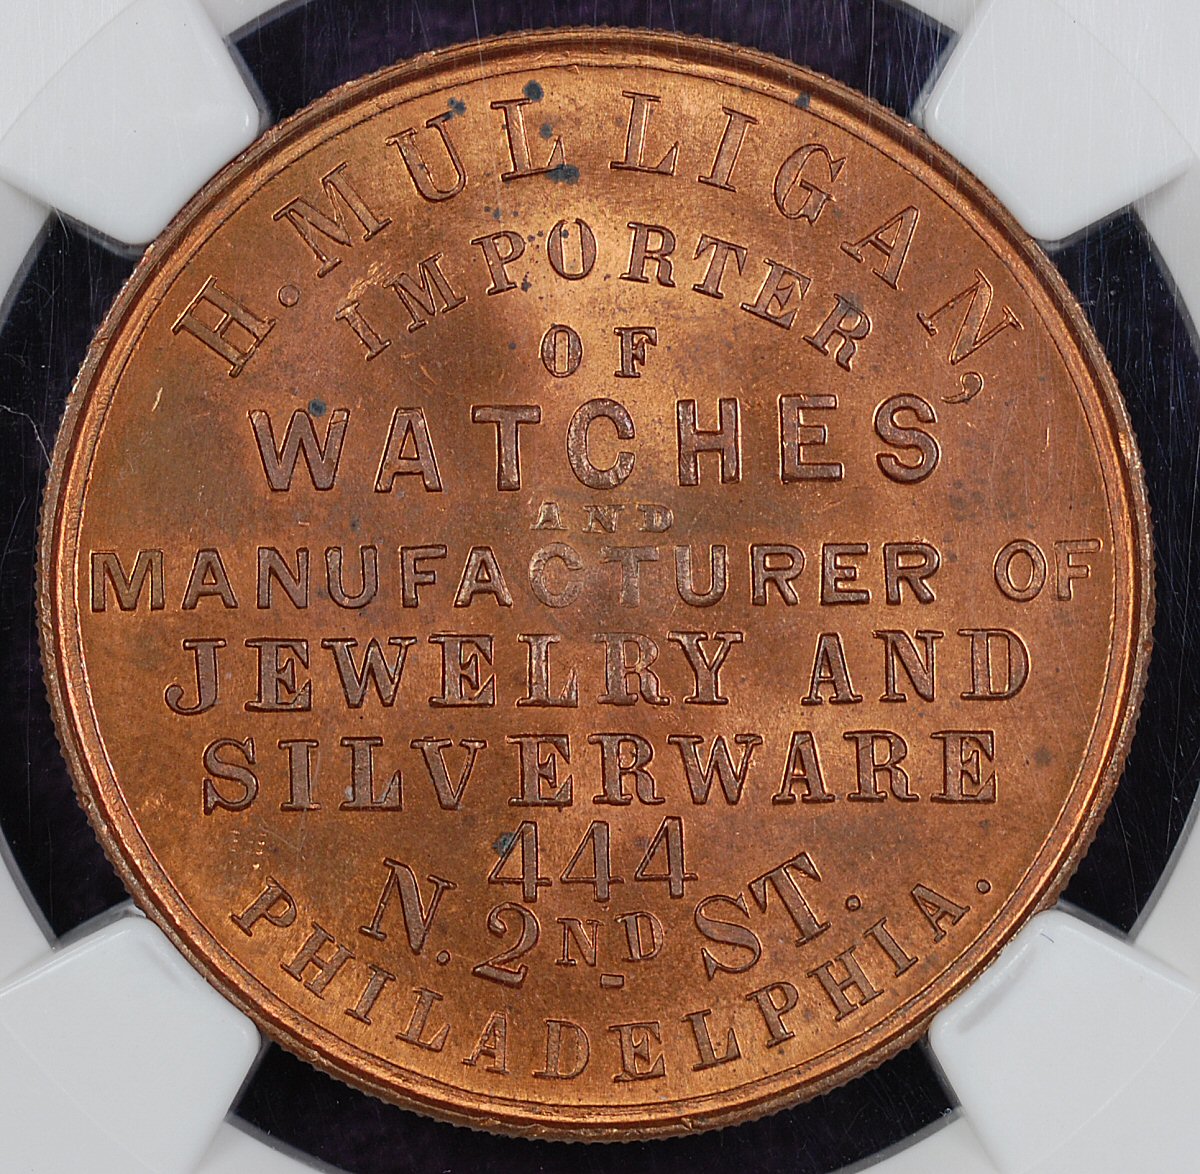 H. MULLIGAN,
IMPORTER
OF
WATCHES
AND
MANUFACTURER OF
JEWELRY AND
SILVERWARE
444
N. 2ND ST.
PHILADELPHIA.